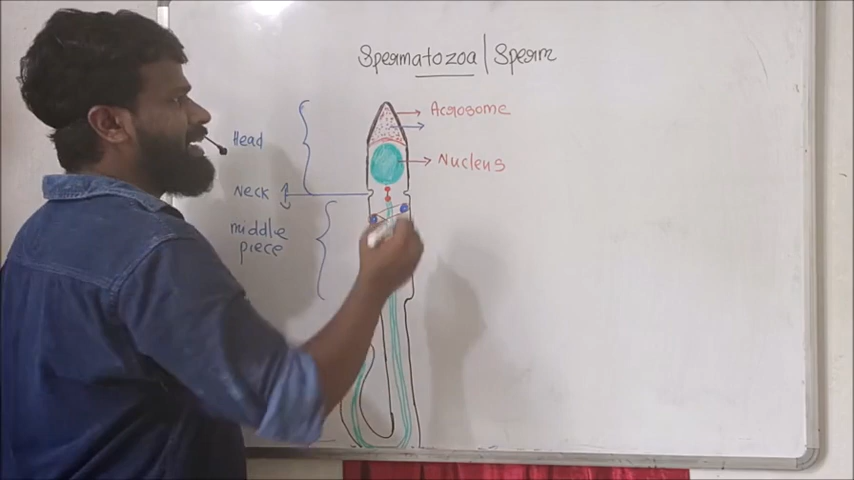 Spermatozoa | Sperm
Acrosome
Head
Nucleus
Neck
middle
piece